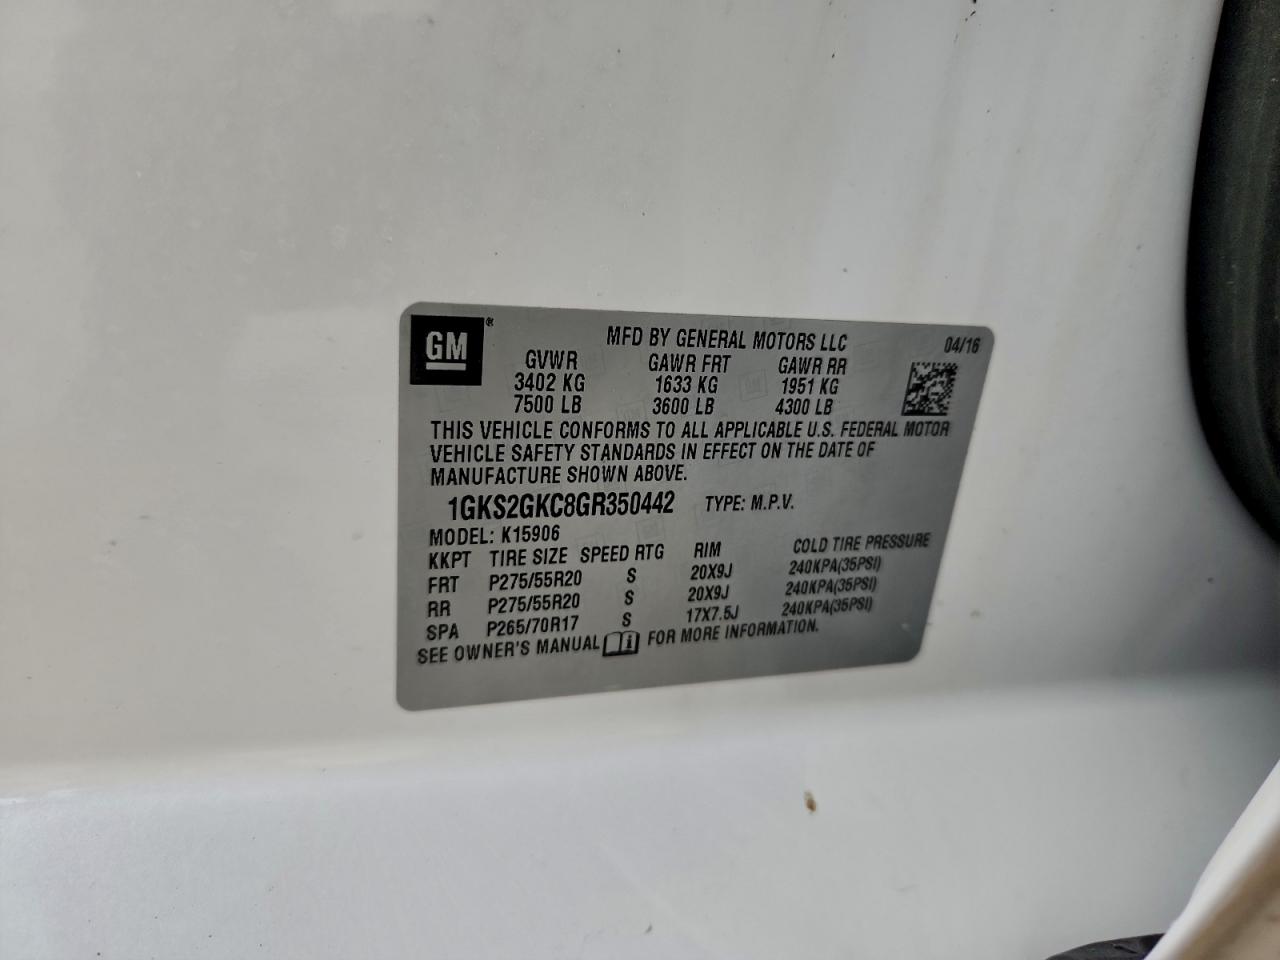 GM®
MFD BY GENERAL MOTORS LLC 04/16
GVWR GAWR FRT GAWR RR
3402 KG 1633 KG 1951 KG
7500 LB 3600 LB 4300 LB
THIS VEHICLE CONFORMS TO ALL APPLICABLE U.S. FEDERAL MOTOR
VEHICLE SAFETY STANDARDS IN EFFECT ON THE DATE OF
MANUFACTURE SHOWN ABOVE.
1GKS2GKC8GR350442 TYPE: M.P.V.
MODEL: K15906
KKPT TIRE SIZE SPEED RTG RIM COLD TIRE PRESSURE
FRT P275/55R20 S 20X9J 240KPA(35PSI)
RR P275/55R20 S 20X9J 240KPA(35PSI)
SPA P265/70R17 S 17X7.5J 240KPA(35PSI)
SEE OWNER'S MANUAL FOR MORE INFORMATION.